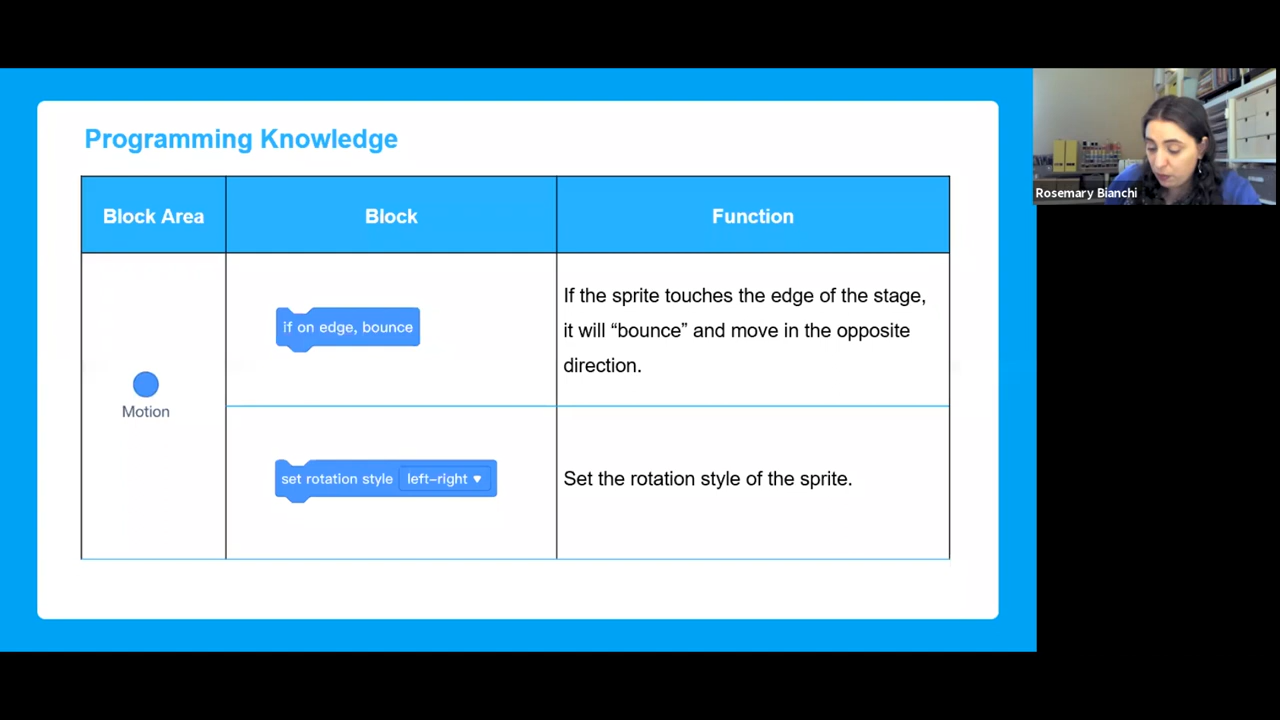 Programming Knowledge
Rosemary Bianchi
Block Area
Block
Function
if on edge, bounce
If the sprite touches the edge of the stage,
it will “bounce” and move in the opposite
direction.
Motion
set rotation style left-right
Set the rotation style of the sprite.